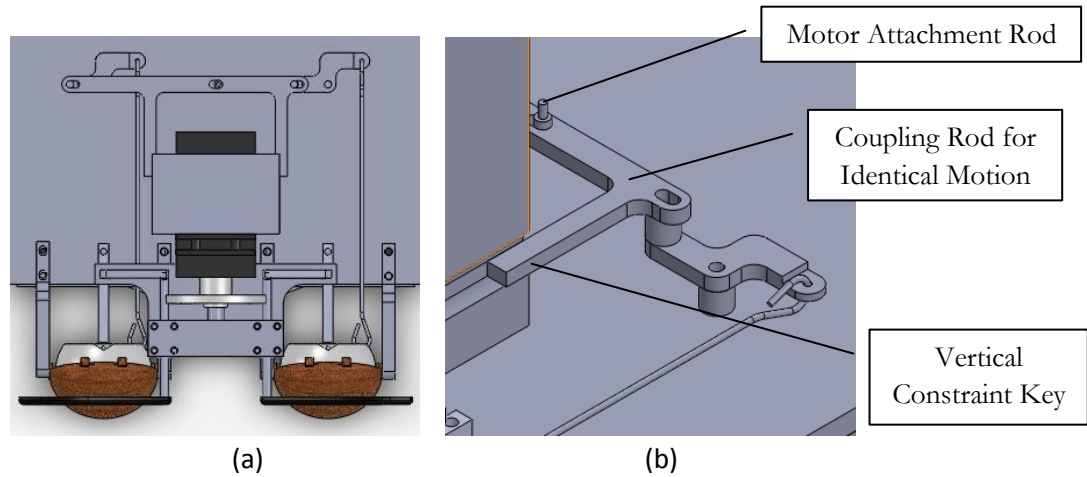 Motor Attachment Rod
Coupling Rod for
Identical Motion
Vertical
Constraint Key
(a)
(b)